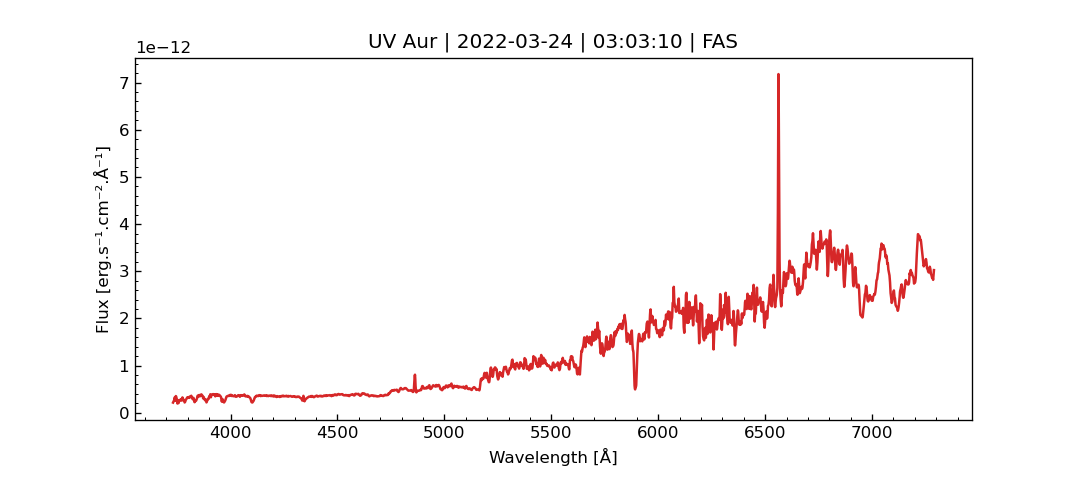 UV Aur | 2022-03-24 | 03:03:10 | FAS
1e−12
7
6
5
4
3
2
1
0
Flux [erg.s⁻¹.cm⁻².Å⁻¹]
4000 4500 5000 5500 6000 6500 7000
Wavelength [Å]